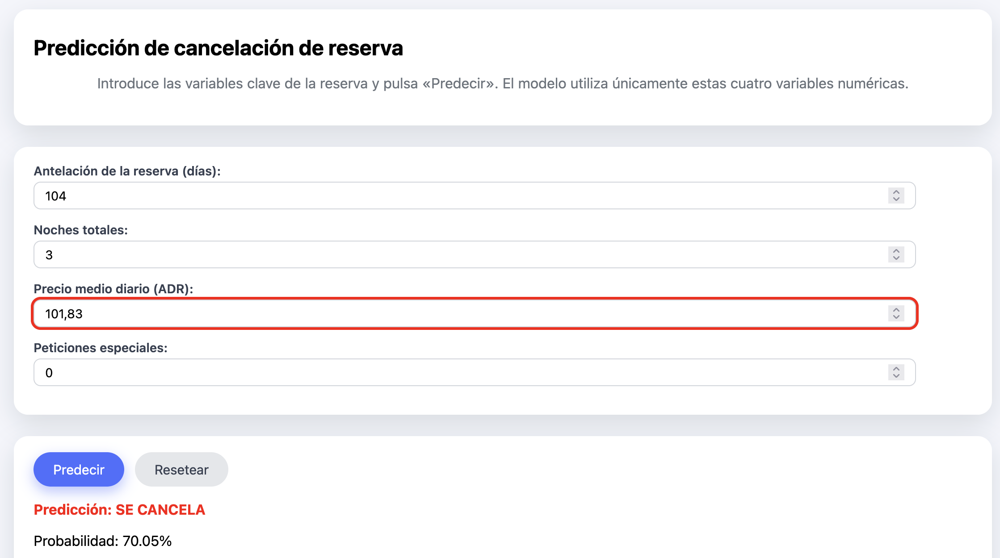 Predicción de cancelación de reserva
Introduce las variables clave de la reserva y pulsa «Predecir». El modelo utiliza únicamente estas cuatro variables numéricas.
Antelación de la reserva (días):
104
Noches totales:
3
Precio medio diario (ADR):
101,83
Peticiones especiales:
0
Predecir Resetear
Predicción: SE CANCELA
Probabilidad: 70.05%